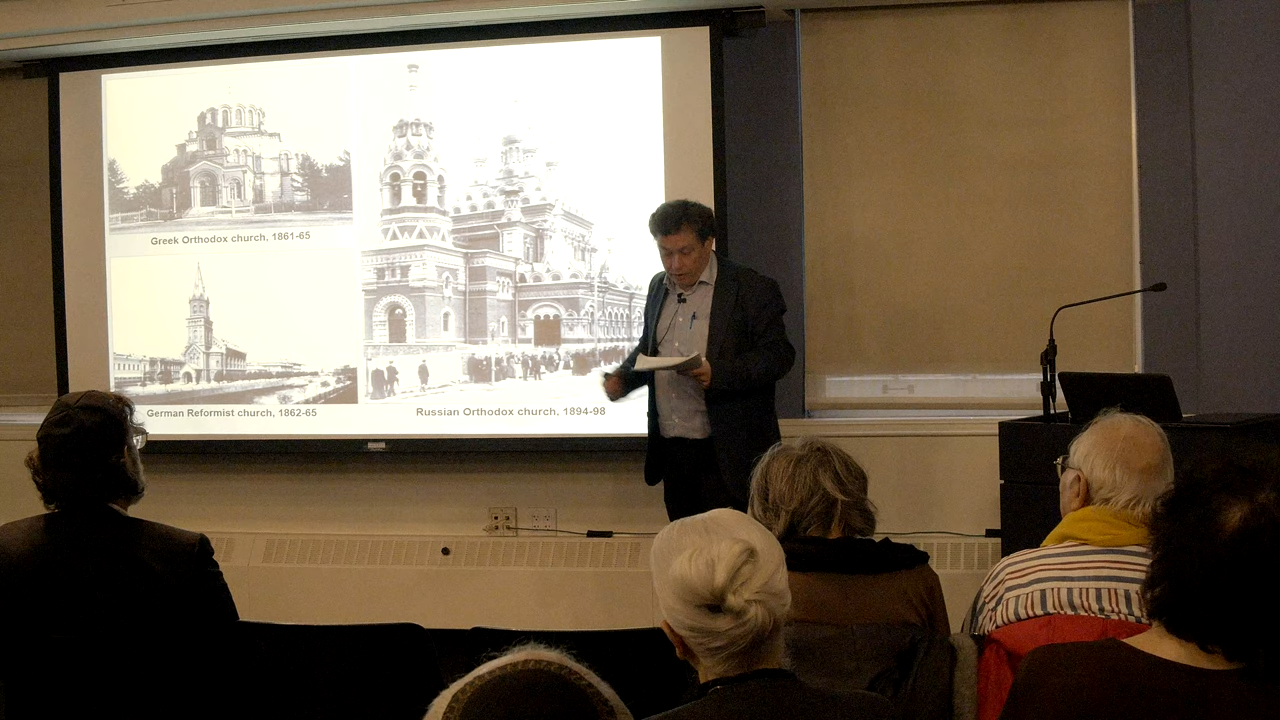 Greek Orthodox church, 1861-65
German Reformist church, 1862-65
Russian Orthodox church, 1894-98